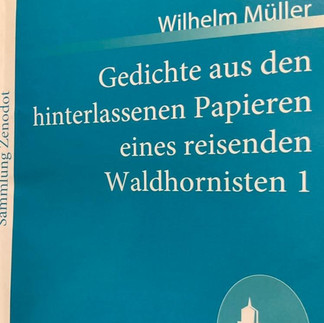 Wilhelm Müller
Gedichte aus den
hinterlassenen Papieren
eines reisenden
Waldhornisten 1
Sammlung Zenodot